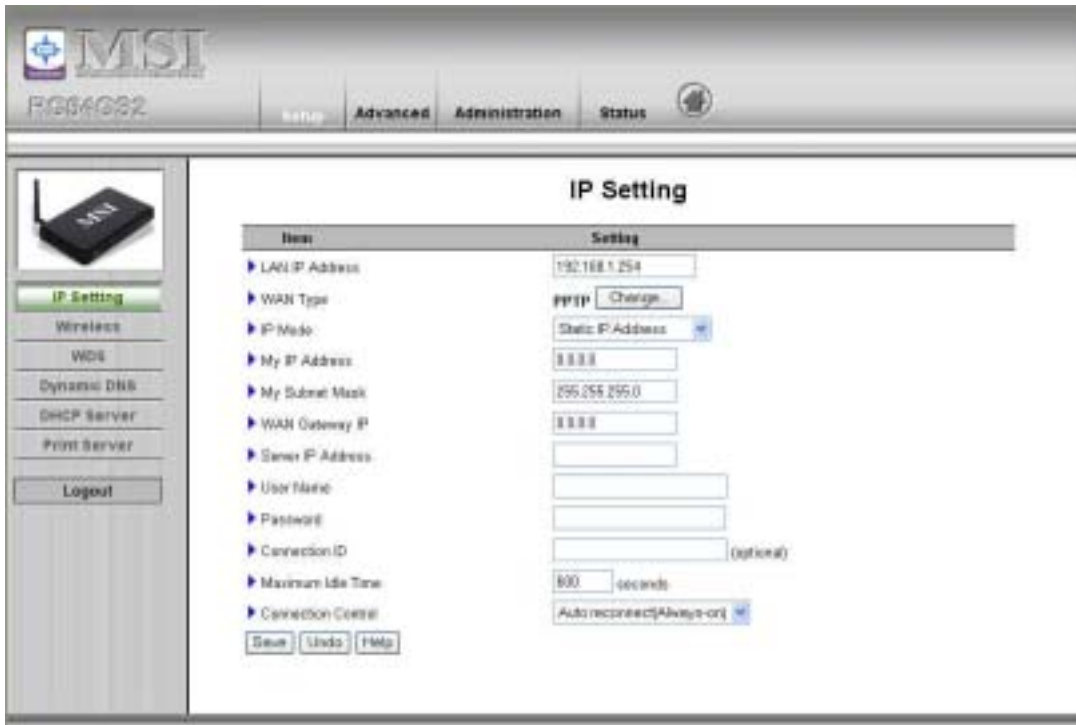 MSI
RG54GS2
Setup
Advanced
Administration
Status
MSI
IP Setting
Wireless
WDS
Dynamic DNS
DHCP Server
Print Server
Logout
IP Setting
Item Setting
LAN IP Address 192.168.1.254
WAN Type PPTP Change...
IP Mode Static IP Address
My IP Address 0.0.0.0
My Subnet Mask 255.255.255.0
WAN Gateway IP 0.0.0.0
Server IP Address
User Name
Password
Connection ID (optional)
Maximum Idle Time 600 seconds
Connection Control Auto reconnect(Always-on)
Save Undo Help